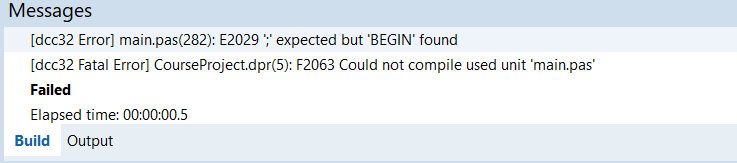 Messages
[dcc32 Error] main.pas(282): E2029 ';' expected but 'BEGIN' found
[dcc32 Fatal Error] CourseProject.dpr(5): F2063 Could not compile used unit 'main.pas'
Failed
Elapsed time: 00:00:00.5
Build Output